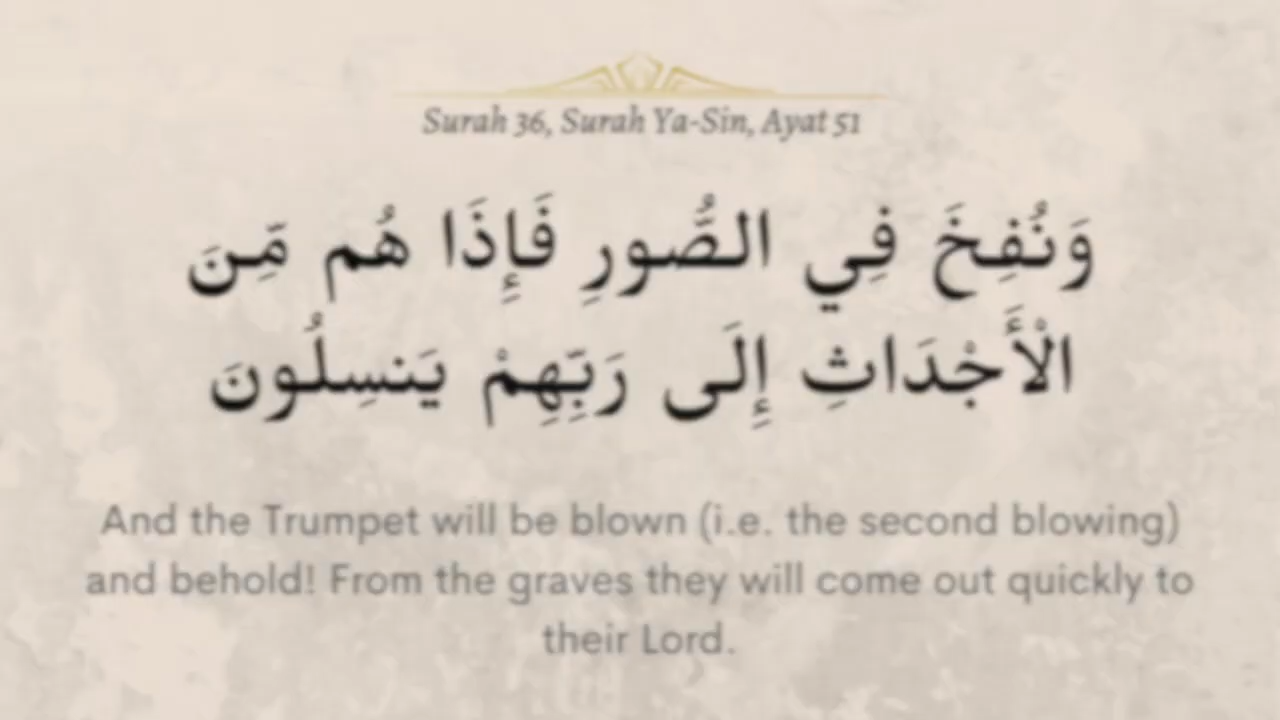 Surah 36, Surah Ya-Sin, Ayat 51
وَنُفِخَ فِي الصُّورِ فَإِذَا هُم مِّنَ
الْأَجْدَاثِ إِلَى رَبِّهِمْ يَنسِلُونَ
And the Trumpet will be blown (i.e. the second blowing)
and behold! From the graves they will come out quickly to
their Lord.